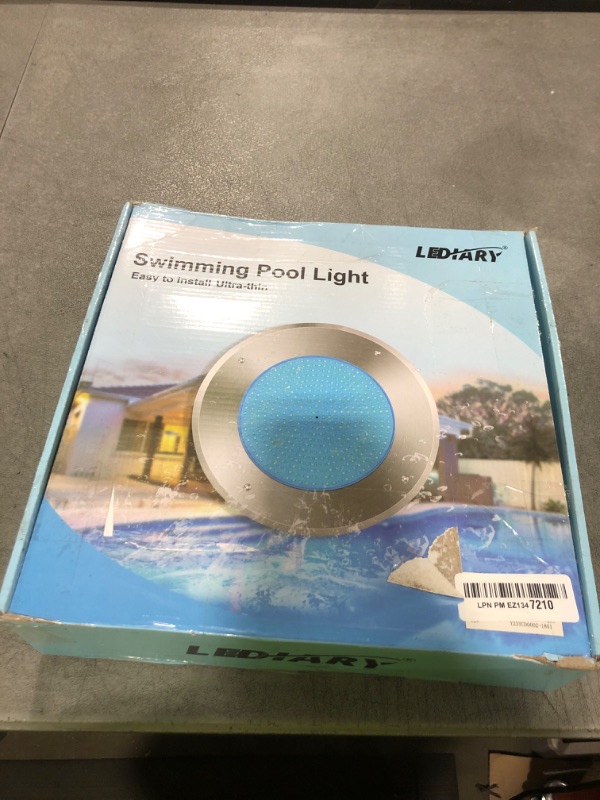 LEDIARY®
Swimming Pool Light
Easy to Install Ultra-thin
LPN PM EZ134 7210
LEDIARY®